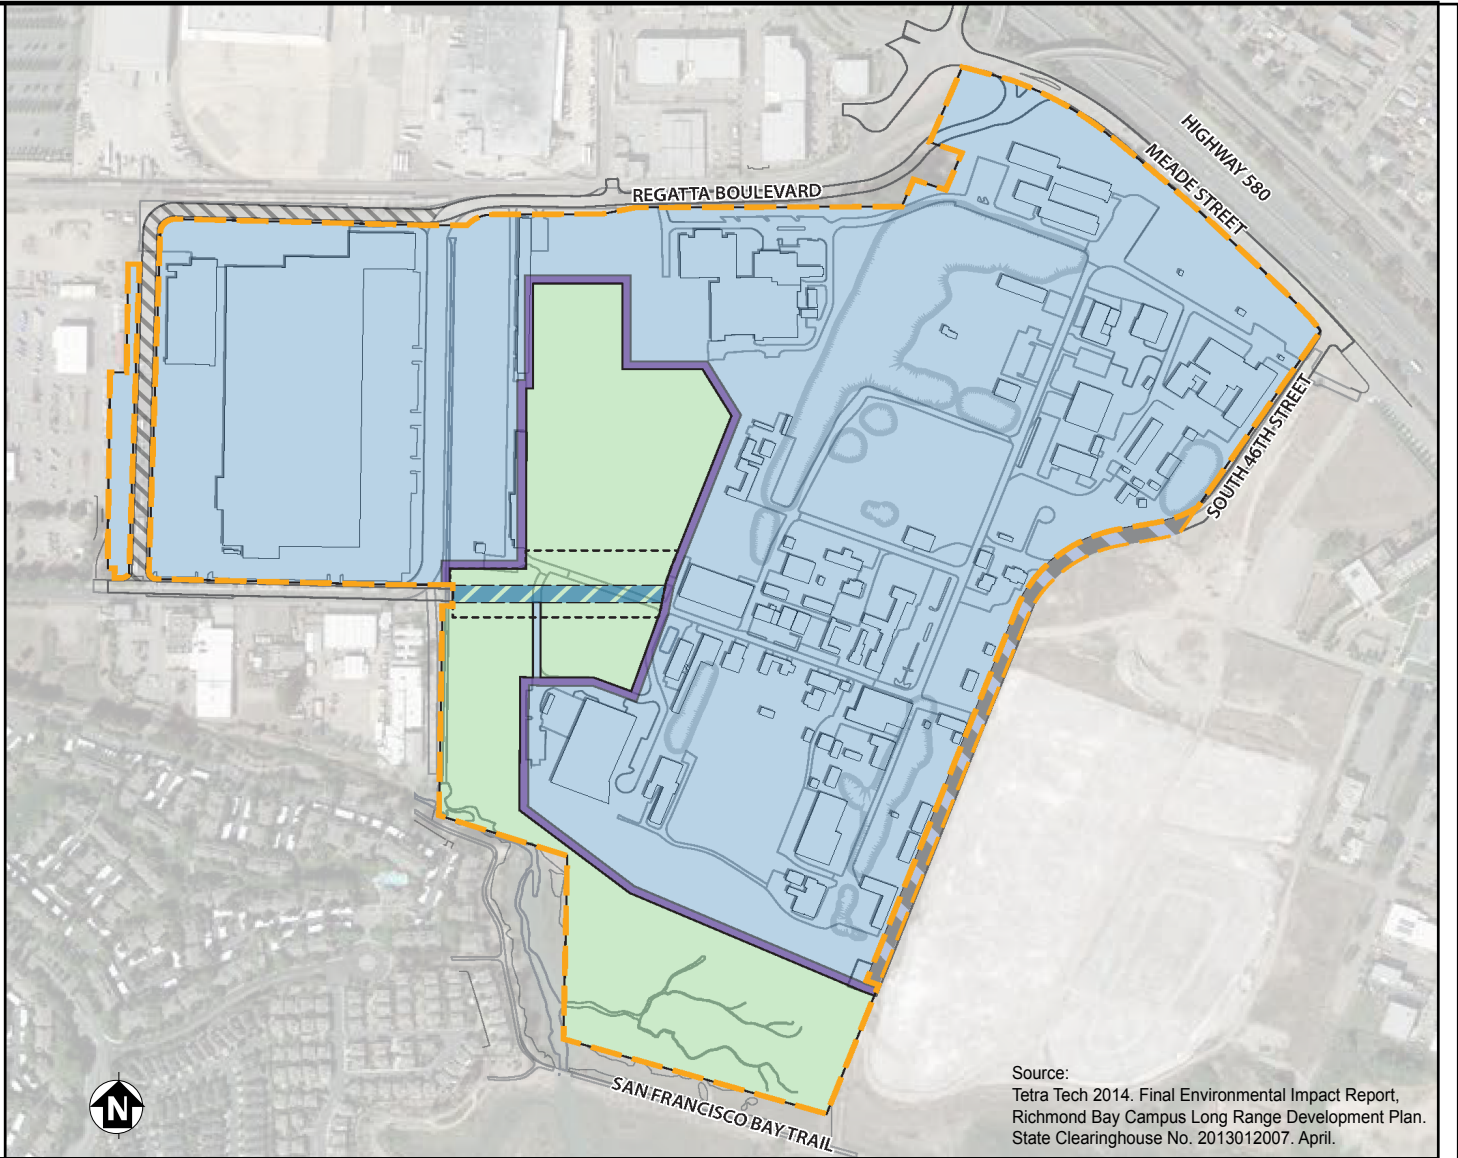 HIGHWAY 580
MEADE STREET
REGATTA BOULEVARD
SOUTH 46TH STREET
SAN FRANCISCO BAY TRAIL
N
Source:
Tetra Tech 2014. Final Environmental Impact Report,
Richmond Bay Campus Long Range Development Plan.
State Clearinghouse No. 2013012007. April.